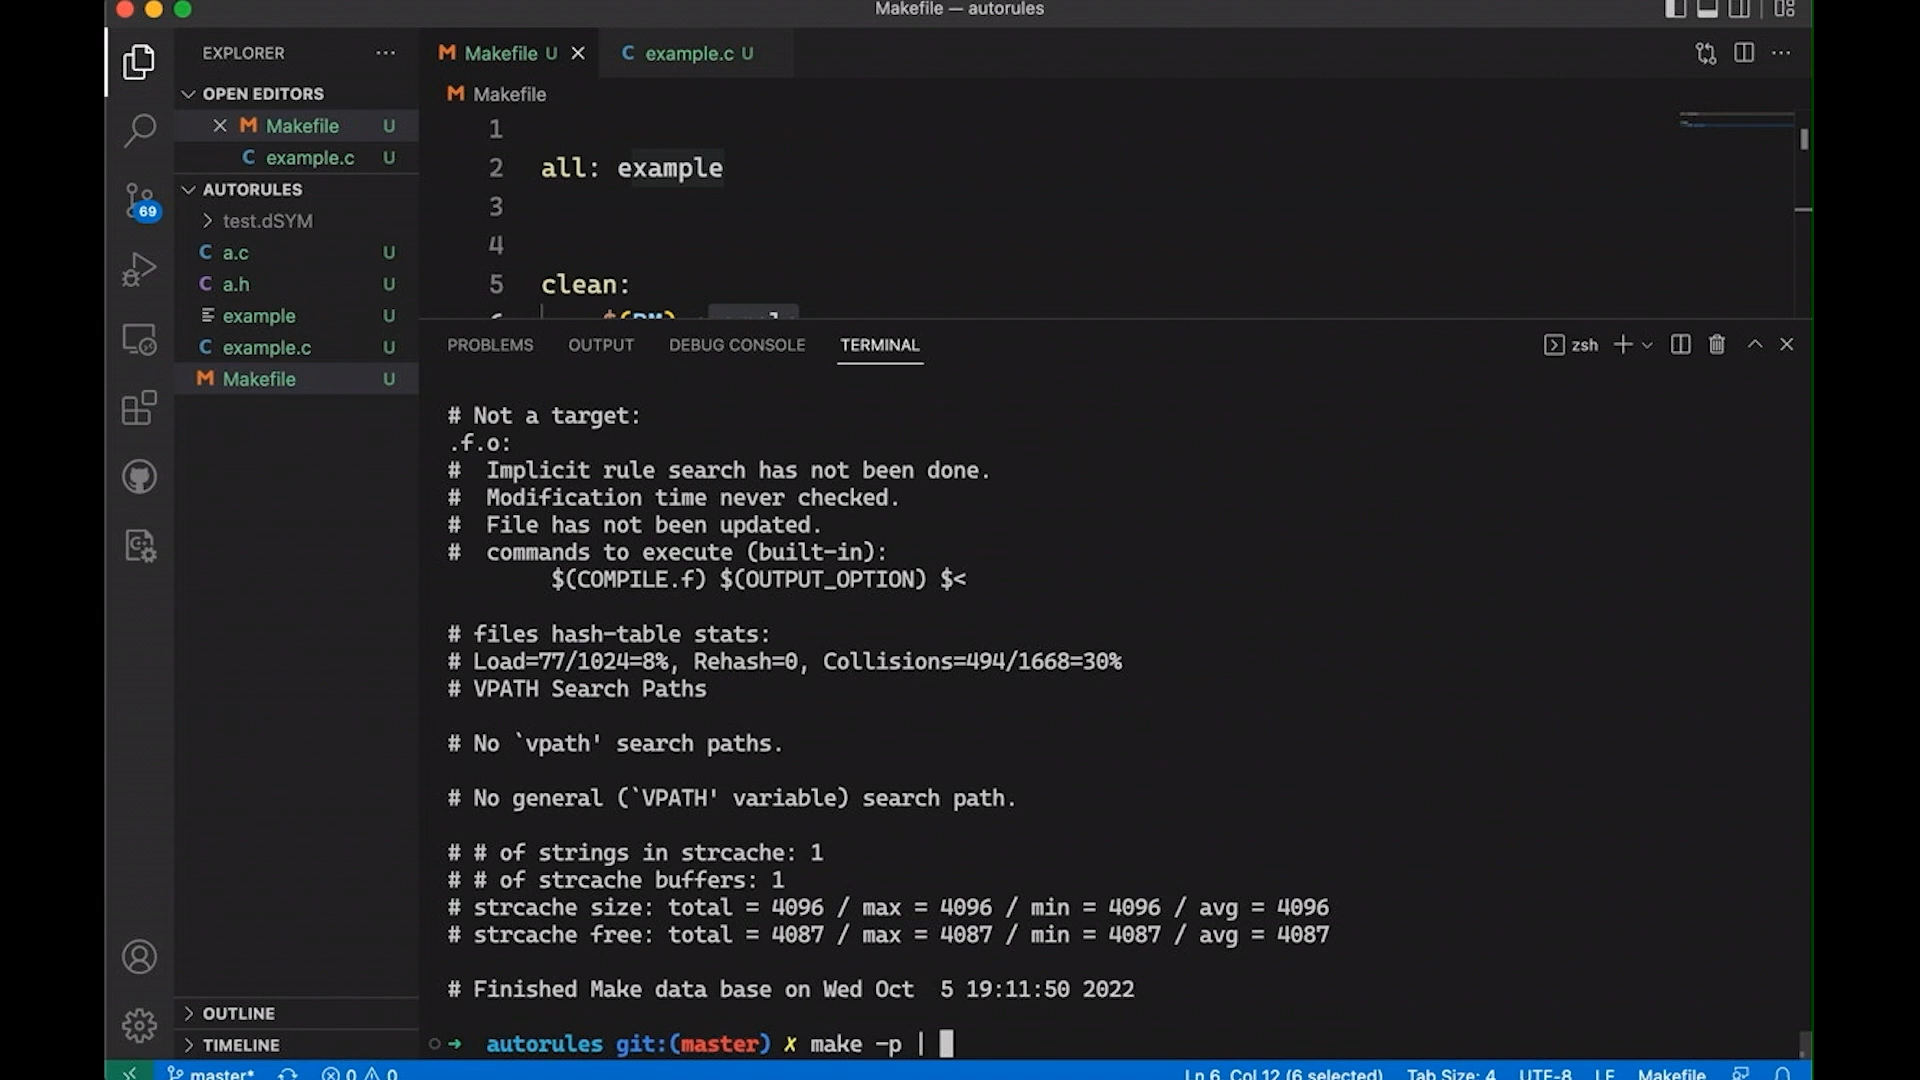 Makefile — autorules
EXPLORER
OPEN EDITORS
Makefile U
example.c U
AUTORULES
test.dSYM
a.c U
a.h U
example U
example.c U
Makefile U
69
OUTLINE
TIMELINE
Makefile U
example.c U
Makefile
1
2 all: example
3
4
5 clean:
PROBLEMS OUTPUT DEBUG CONSOLE TERMINAL
zsh
# Not a target:
.f.o:
#  Implicit rule search has not been done.
#  Modification time never checked.
#  File has not been updated.
#  commands to execute (built-in):
$(COMPILE.f) $(OUTPUT_OPTION) $<
# files hash-table stats:
# Load=77/1024=8%, Rehash=0, Collisions=494/1668=30%
# VPATH Search Paths
# No `vpath' search paths.
# No general (`VPATH' variable) search path.
# # of strings in strcache: 1
# # of strcache buffers: 1
# strcache size: total = 4096 / max = 4096 / min = 4096 / avg = 4096
# strcache free: total = 4087 / max = 4087 / min = 4087 / avg = 4087
# Finished Make data base on Wed Oct  5 19:11:50 2022
autorules git:(master) ✗ make -p |
master* 0 0 Ln 6, Col 12 (6 selected) Tab Size: 4 UTF-8 LF Makefile